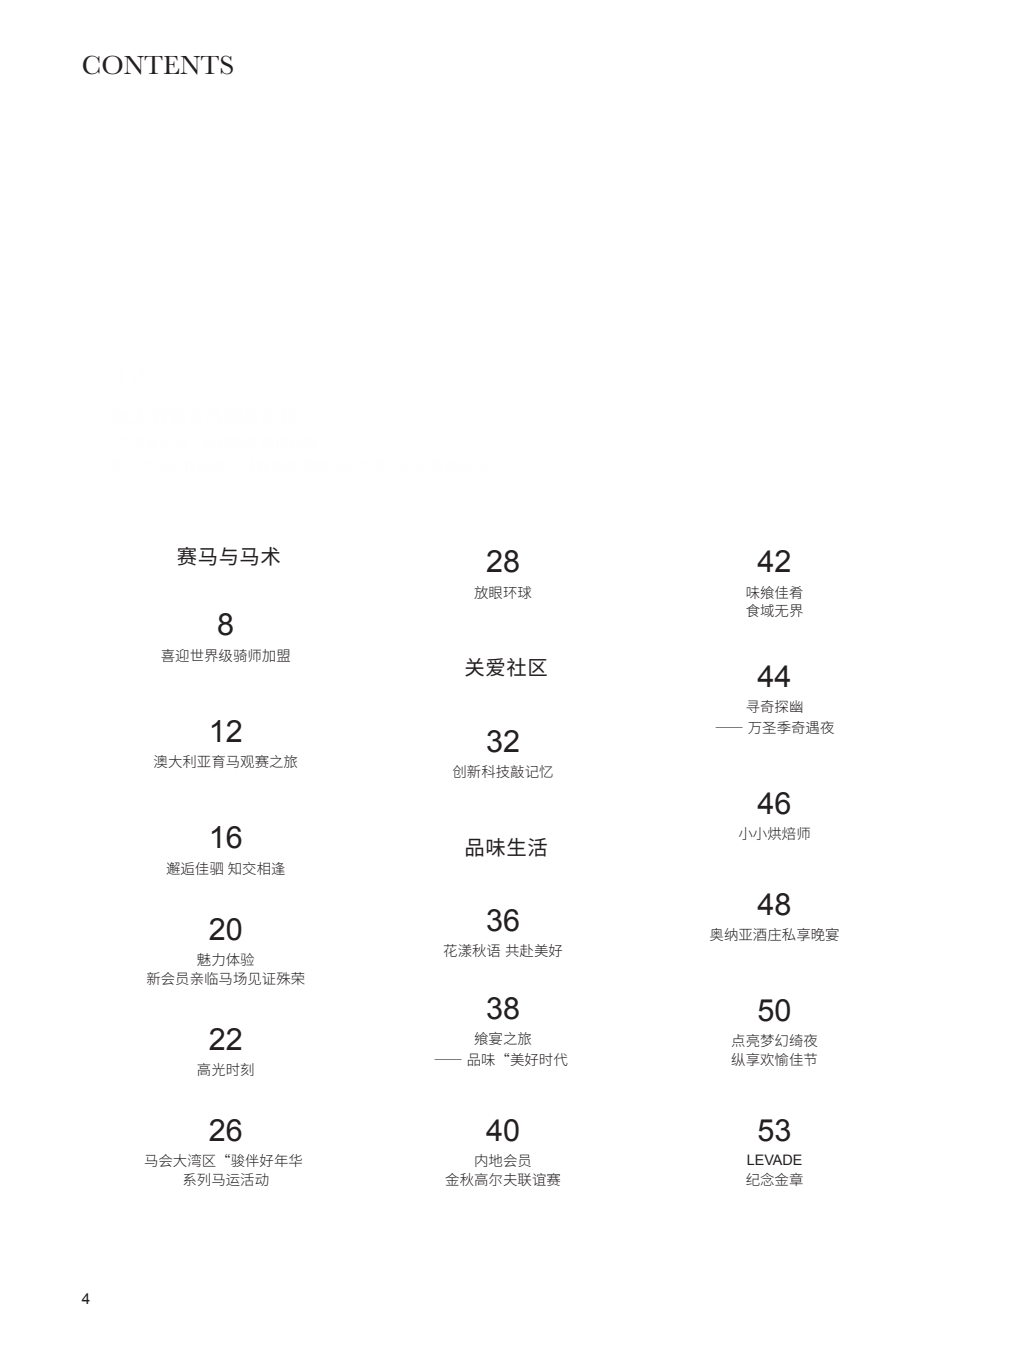 CONTENTS
赛马与马术
8
喜迎世界级骑师加盟
12
澳大利亚育马观赛之旅
16
邂逅佳驷 知交相逢
20
魅力体验
新会员亲临马场见证殊荣
22
高光时刻
26
马会大湾区“骏伴好年华
系列马运活动
28
放眼环球
关爱社区
32
创新科技敲记忆
品味生活
36
花漾秋语 共赴美好
38
飨宴之旅
—— 品味“美好时代
40
内地会员
金秋高尔夫联谊赛
42
味飨佳肴
食域无界
44
寻奇探幽
—— 万圣季奇遇夜
46
小小烘焙师
48
奥纳亚酒庄私享晚宴
50
点亮梦幻绮夜
纵享欢愉佳节
53
LEVADE
纪念金章
4